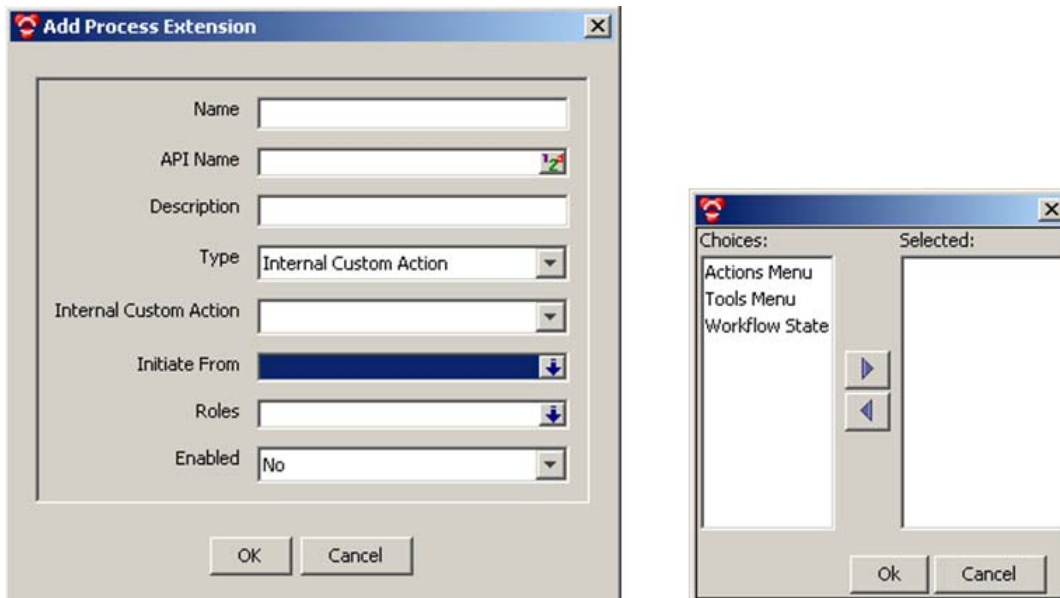 Add Process Extension
Name
API Name
Description
Type Internal Custom Action
Internal Custom Action
Initiate From
Roles
Enabled No
OK Cancel
Choices: Selected:
Actions Menu
Tools Menu
Workflow State
Ok Cancel